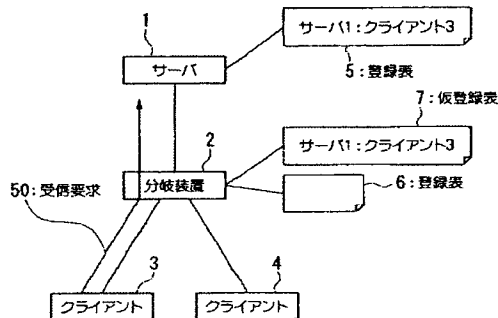 1
サーバ
サーバ1:クライアント3
5:登録表
7:仮登録表
2
サーバ1:クライアント3
分岐装置
6:登録表
50:受信要求
3
クライアント
4
クライアント